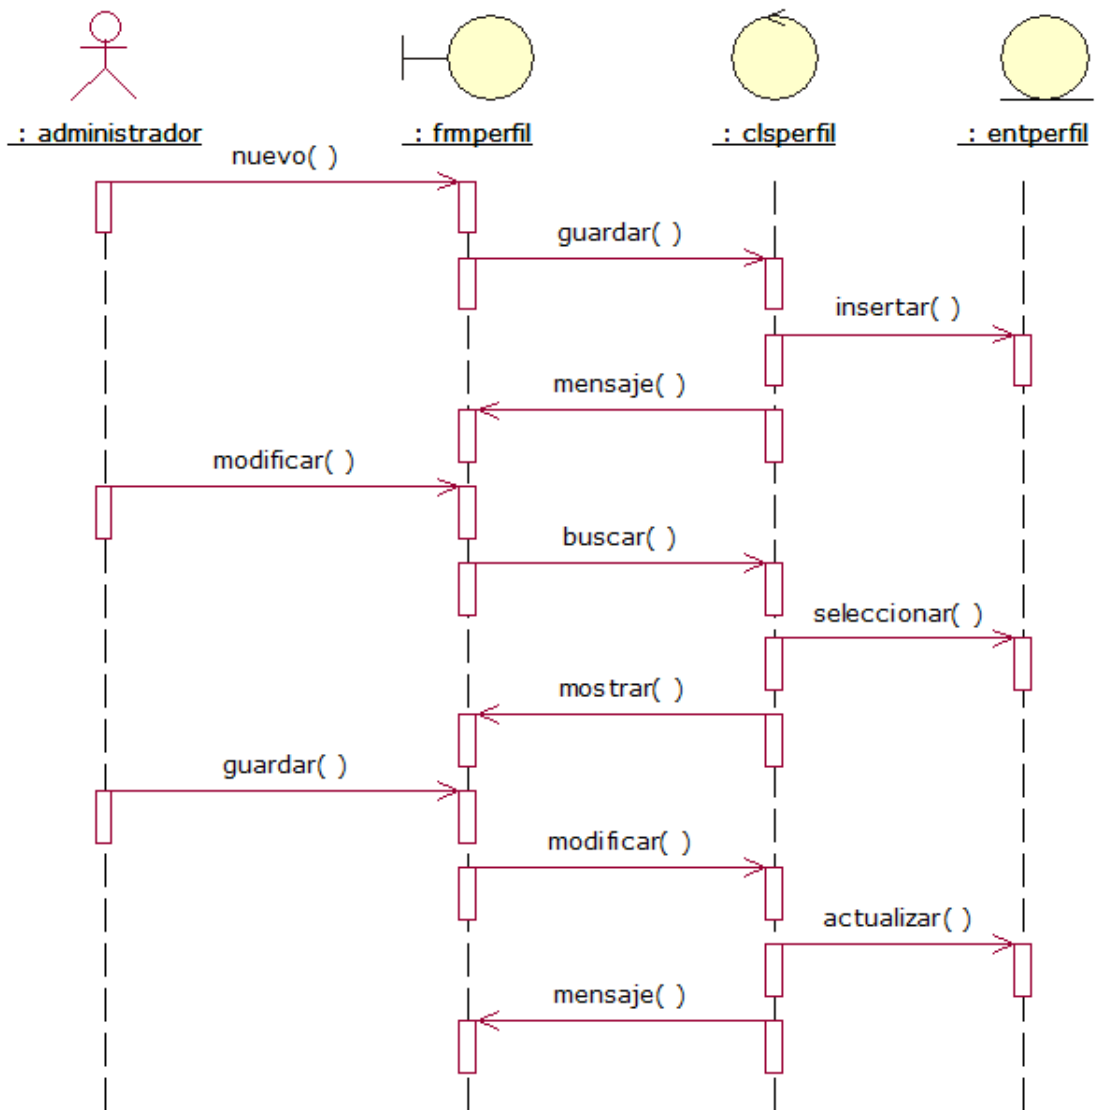 : administrador
: frmperfil
: clsperfil
: entperfil
nuevo( )
guardar( )
insertar( )
mensaje( )
modificar( )
buscar( )
seleccionar( )
mostrar( )
guardar( )
modificar( )
actualizar( )
mensaje( )